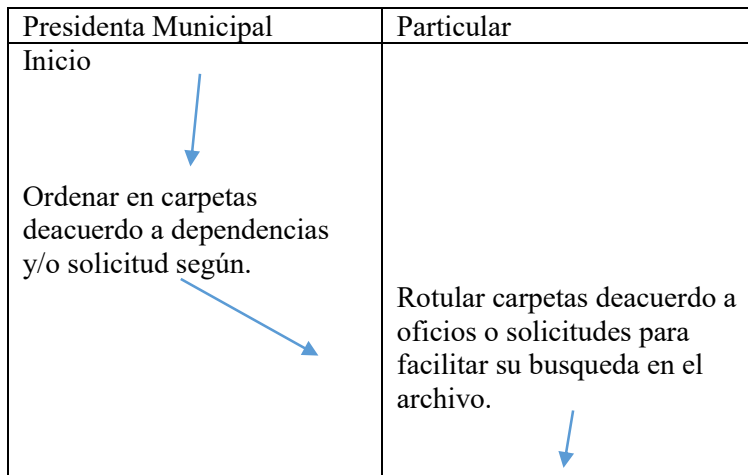 Presidenta Municipal
Particular
Inicio
Ordenar en carpetas
deacuerdo a dependencias
y/o solicitud según.
Rotular carpetas deacuerdo a
oficios o solicitudes para
facilitar su busqueda en el
archivo.